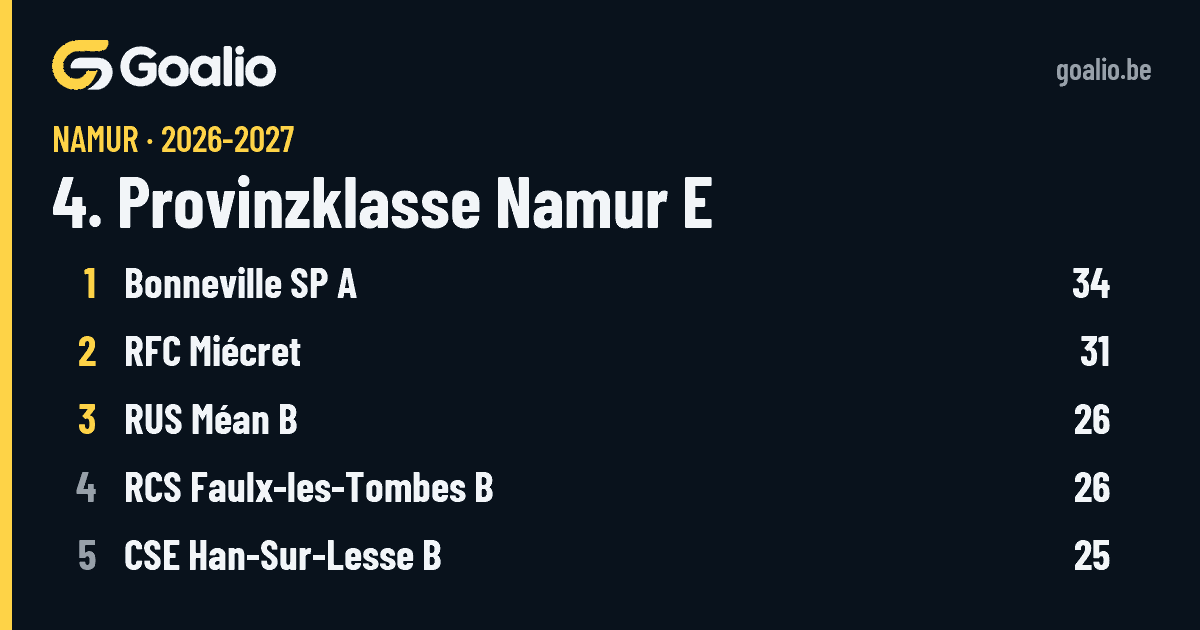 Goalio
goalio.be
NAMUR · 2026-2027
4. Provinzklasse Namur E
1 Bonneville SP A 34
2 RFC Miécret 31
3 RUS Méan B 26
4 RCS Faulx-les-Tombes B 26
5 CSE Han-Sur-Lesse B 25